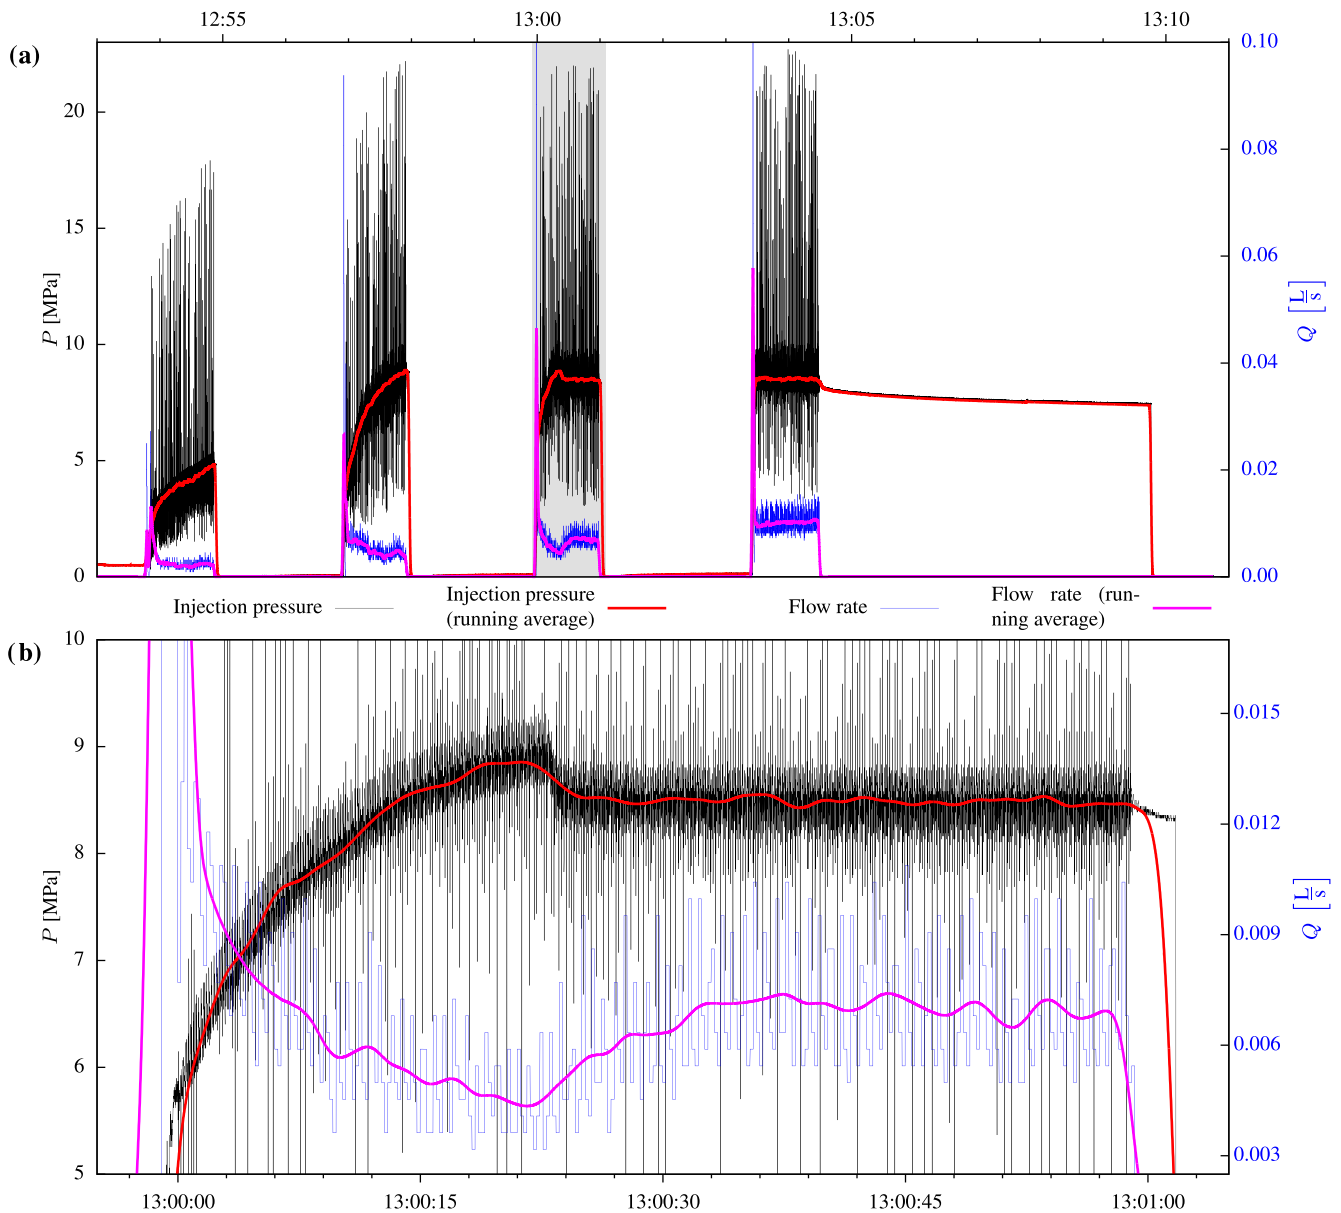 12:55 13:00 13:05 13:10
(a)
0.10
20
0.08
15
0.06
P [MPa]
Q [L/s]
10
0.04
5
0.02
0
0.00
Injection pressure
Injection pressure
(running average)
Flow rate
Flow rate (run-
ning average)
(b)
10
0.015
9
0.012
8
P [MPa]
Q [L/s]
0.009
7
0.006
6
0.003
5
13:00:00 13:00:15 13:00:30 13:00:45 13:01:00